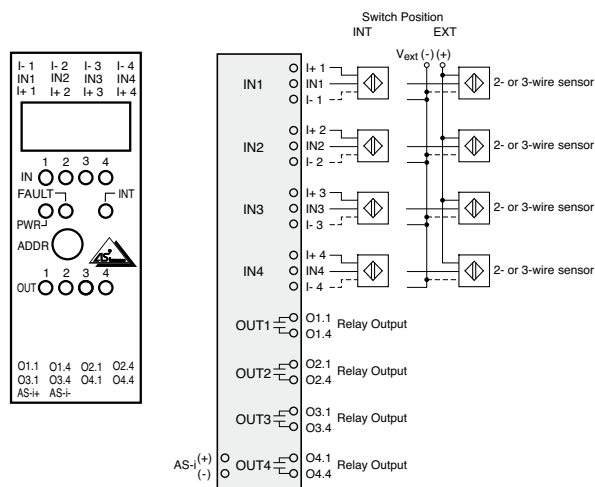 Switch Position
INT EXT
Vext (-) (+)
I- 1 I- 2 I- 3 I- 4
IN1 IN2 IN3 IN4
I+ 1 I+ 2 I+ 3 I+ 4
1 2 3 4
IN
FAULT INT
PWR
ADDR
ASi
1 2 3 4
OUT
O1.1 O1.4 O2.1 O2.4
O3.1 O3.4 O4.1 O4.4
AS-i+ AS-i-
IN1
I+ 1
IN1
I- 1
2- or 3-wire sensor
IN2
I+ 2
IN2
I- 2
2- or 3-wire sensor
IN3
I+ 3
IN3
I- 3
2- or 3-wire sensor
IN4
I+ 4
IN4
I- 4
2- or 3-wire sensor
OUT1
O1.1
O1.4
Relay Output
OUT2
O2.1
O2.4
Relay Output
OUT3
O3.1
O3.4
Relay Output
AS-i (+)
(-)
OUT4
O4.1
O4.4
Relay Output